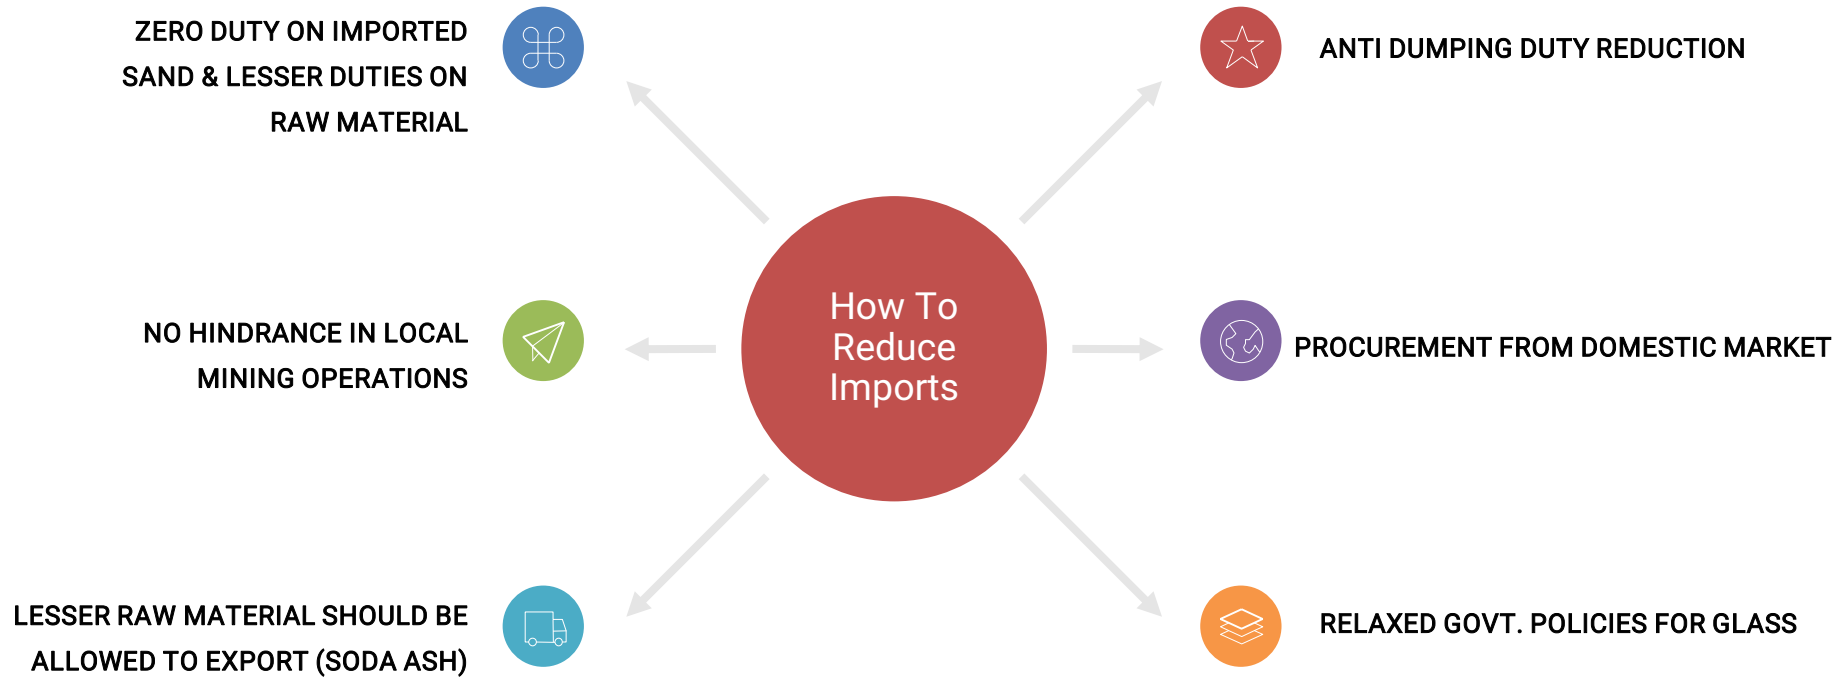 ZERO DUTY ON IMPORTED
SAND & LESSER DUTIES ON
RAW MATERIAL
NO HINDRANCE IN LOCAL
MINING OPERATIONS
LESSER RAW MATERIAL SHOULD BE
ALLOWED TO EXPORT (SODA ASH)
How To
Reduce
Imports
ANTI DUMPING DUTY REDUCTION
PROCUREMENT FROM DOMESTIC MARKET
RELAXED GOVT. POLICIES FOR GLASS